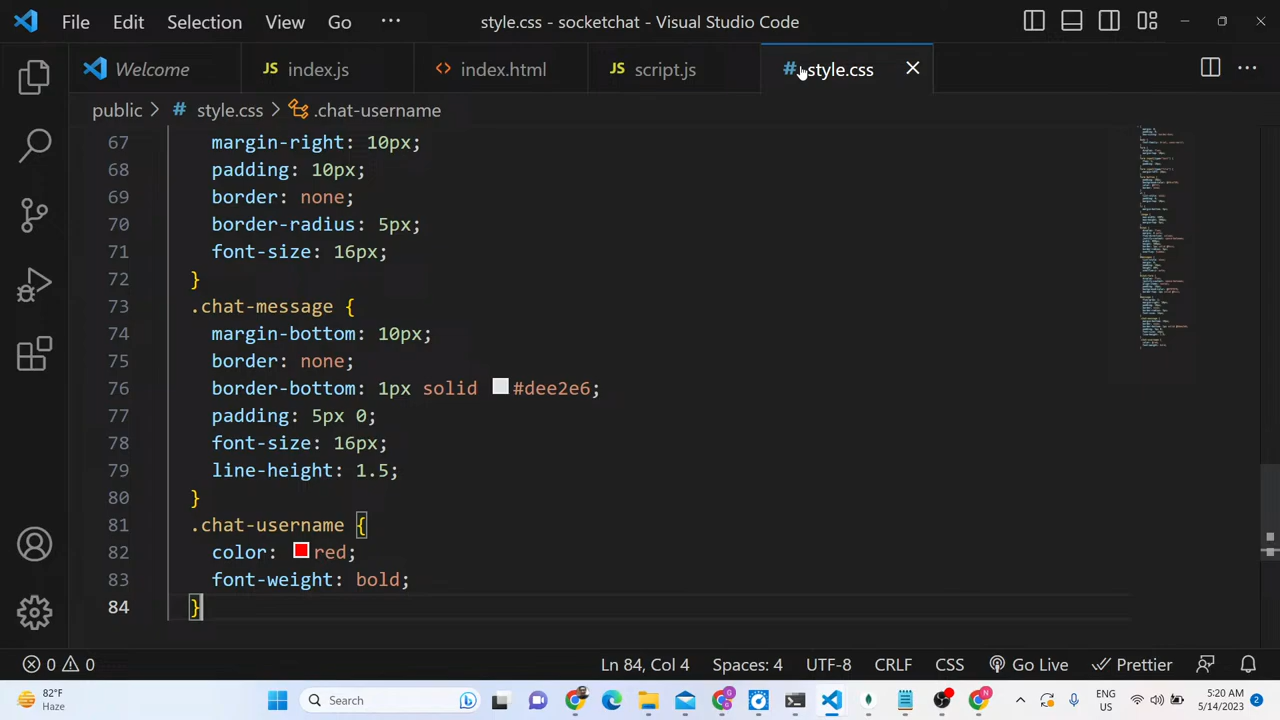 File Edit Selection View Go ··· style.css - socketchat - Visual Studio Code
Welcome index.js index.html script.js style.css
public > # style.css > .chat-username
67 margin-right: 10px;
68 padding: 10px;
69 border: none;
70 border-radius: 5px;
71 font-size: 16px;
72 }
73 .chat-message {
74 margin-bottom: 10px;
75 border: none;
76 border-bottom: 1px solid #dee2e6;
77 padding: 5px 0;
78 font-size: 16px;
79 line-height: 1.5;
80 }
81 .chat-username {
82 color: red;
83 font-weight: bold;
84 }
0 0 Ln 84, Col 4 Spaces: 4 UTF-8 CRLF CSS Go Live Prettier
82°F Haze Search ENG US 5:20 AM 5/14/2023 2